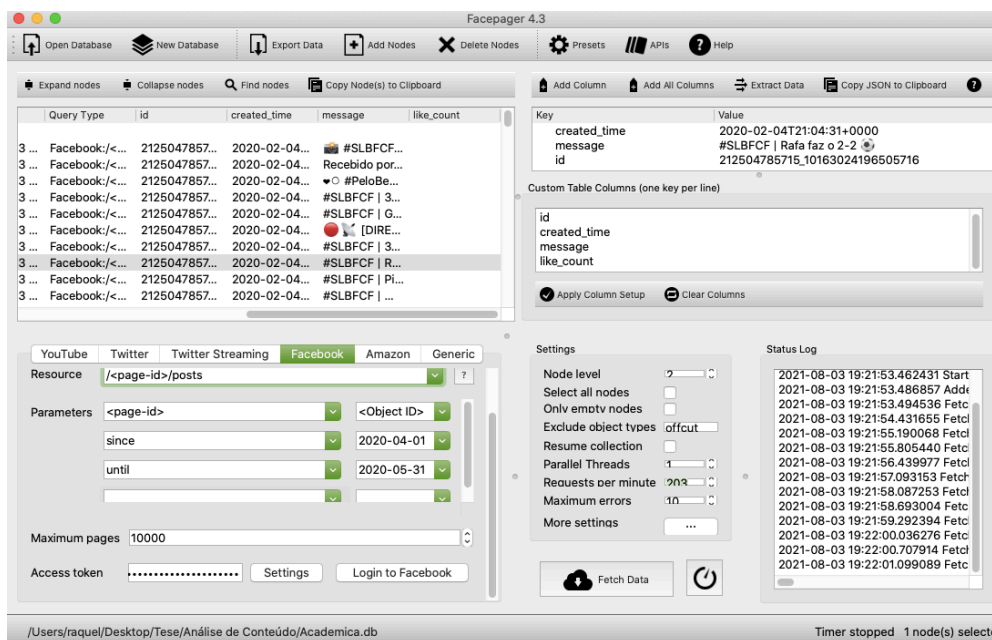 Facepager 4.3
Open Database New Database Export Data Add Nodes Delete Nodes Presets APIs Help
Expand nodes Collapse nodes Find nodes Copy Node(s) to Clipboard
Add Column Add All Columns Extract Data Copy JSON to Clipboard
Query Type id created_time message like_count
3 ... Facebook:/<... 2125047857... 2020-02-04... 📸 #SLBFCF...
3 ... Facebook:/<... 2125047857... 2020-02-04... Recebido por...
3 ... Facebook:/<... 2125047857... 2020-02-04... #PeloBe...
3 ... Facebook:/<... 2125047857... 2020-02-04... #SLBFCF | 3...
3 ... Facebook:/<... 2125047857... 2020-02-04... #SLBFCF | G...
3 ... Facebook:/<... 2125047857... 2020-02-04... 🔴 [DIRE...
3 ... Facebook:/<... 2125047857... 2020-02-04... #SLBFCF | 3...
3 ... Facebook:/<... 2125047857... 2020-02-04... #SLBFCF | R...
3 ... Facebook:/<... 2125047857... 2020-02-04... #SLBFCF | Pi...
3 ... Facebook:/<... 2125047857... 2020-02-04... #SLBFCF | ...
Key Value
created_time 2020-02-04T21:04:31+0000
message #SLBFCF | Rafa faz o 2-2 ⚽
id 212504785715_10163024196505716
Custom Table Columns (one key per line)
id
created_time
message
like_count
Apply Column Setup Clear Columns
YouTube Twitter Twitter Streaming Facebook Amazon Generic
Resource /<page-id>/posts ?
Parameters <page-id> <Object ID>
since 2020-04-01
until 2020-05-31
Maximum pages 10000
Access token Settings Login to Facebook
Settings
Node level 2
Select all nodes
Only empty nodes
Exclude object types offcut
Resume collection
Parallel Threads 1
Requests per minute 203
Maximum errors 10
More settings ...
Fetch Data
Status Log
2021-08-03 19:21:53.462431 Start
2021-08-03 19:21:53.486857 Adde
2021-08-03 19:21:53.494536 Fetc
2021-08-03 19:21:54.431655 Fetcl
2021-08-03 19:21:55.190068 Fetch
2021-08-03 19:21:55.805440 Fetcl
2021-08-03 19:21:56.439977 Fetcl
2021-08-03 19:21:57.093153 Fetch
2021-08-03 19:21:58.087253 Fetcl
2021-08-03 19:21:58.693004 Fetc
2021-08-03 19:21:59.292394 Fetcl
2021-08-03 19:22:00.036276 Fetc
2021-08-03 19:22:00.707914 Fetch
2021-08-03 19:22:01.099089 Fetc
/Users/raquel/Desktop/Tese/Análise de Conteúdo/Academica.db Timer stopped 1 node(s) selecte